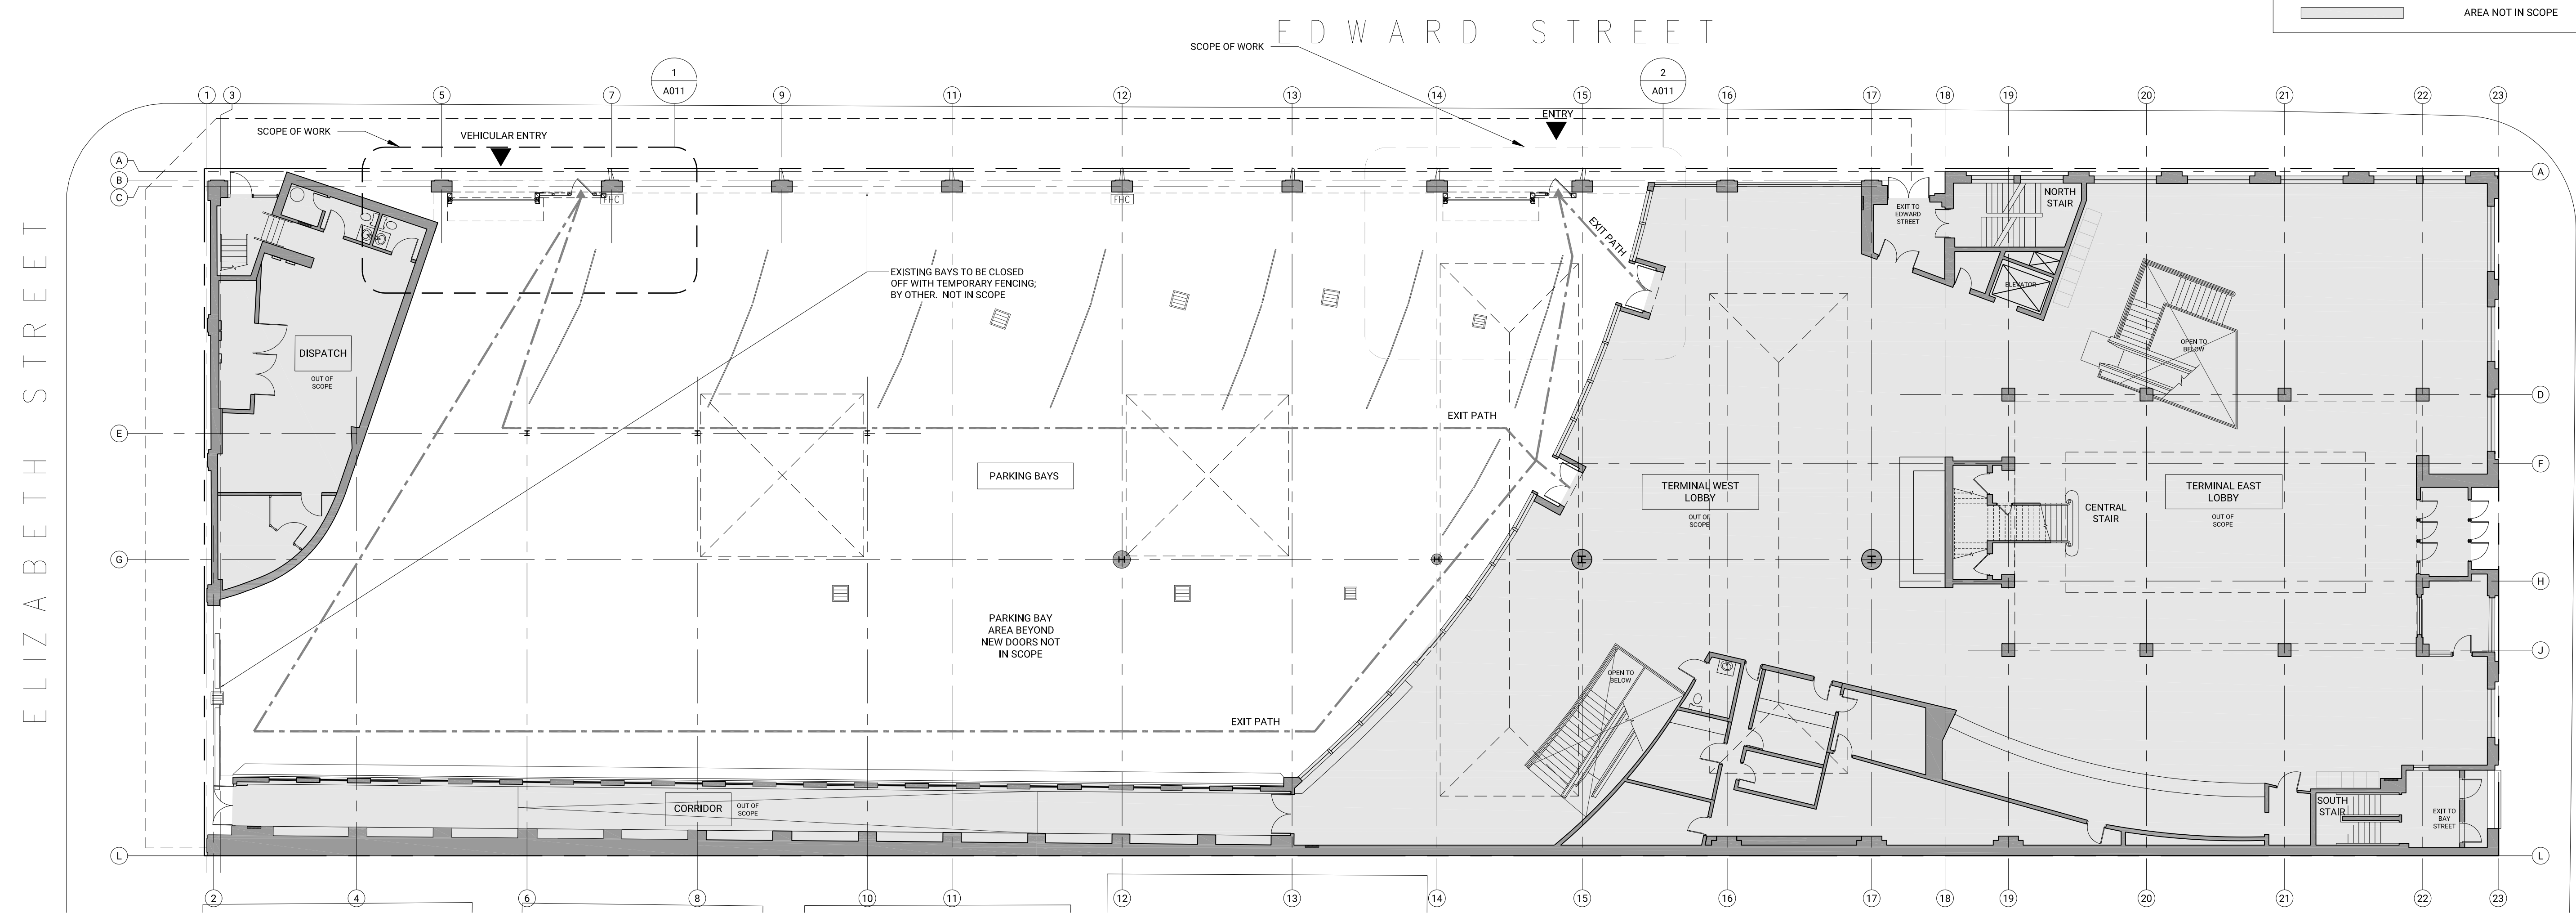 AREA NOT IN SCOPE
EDWARD STREET
SCOPE OF WORK
1
A011
2
A011
1
3
5
7
9
11
12
13
14
15
16
17
18
19
20
21
22
23
SCOPE OF WORK
VEHICULAR ENTRY
ENTRY
A
B
C
A
FHC
FHC
NORTH
STAIR
EXIT TO
EDWARD
STREET
EXIT PATH
ELIZABETH STREET
EXISTING BAYS TO BE CLOSED
OFF WITH TEMPORARY FENCING;
BY OTHER. NOT IN SCOPE
ELEVATOR
DISPATCH
OUT OF
SCOPE
OPEN TO
BELOW
D
EXIT PATH
E
F
PARKING BAYS
TERMINAL WEST
LOBBY
OUT OF
SCOPE
TERMINAL EAST
LOBBY
OUT OF
SCOPE
CENTRAL
STAIR
G
H
PARKING BAY
AREA BEYOND
NEW DOORS NOT
IN SCOPE
J
OPEN TO
BELOW
EXIT PATH
CORRIDOR
OUT OF
SCOPE
SOUTH
STAIR
EXIT TO
BAY
STREET
L
L
2
4
6
8
10
11
12
13
14
15
16
17
18
19
20
21
22
23